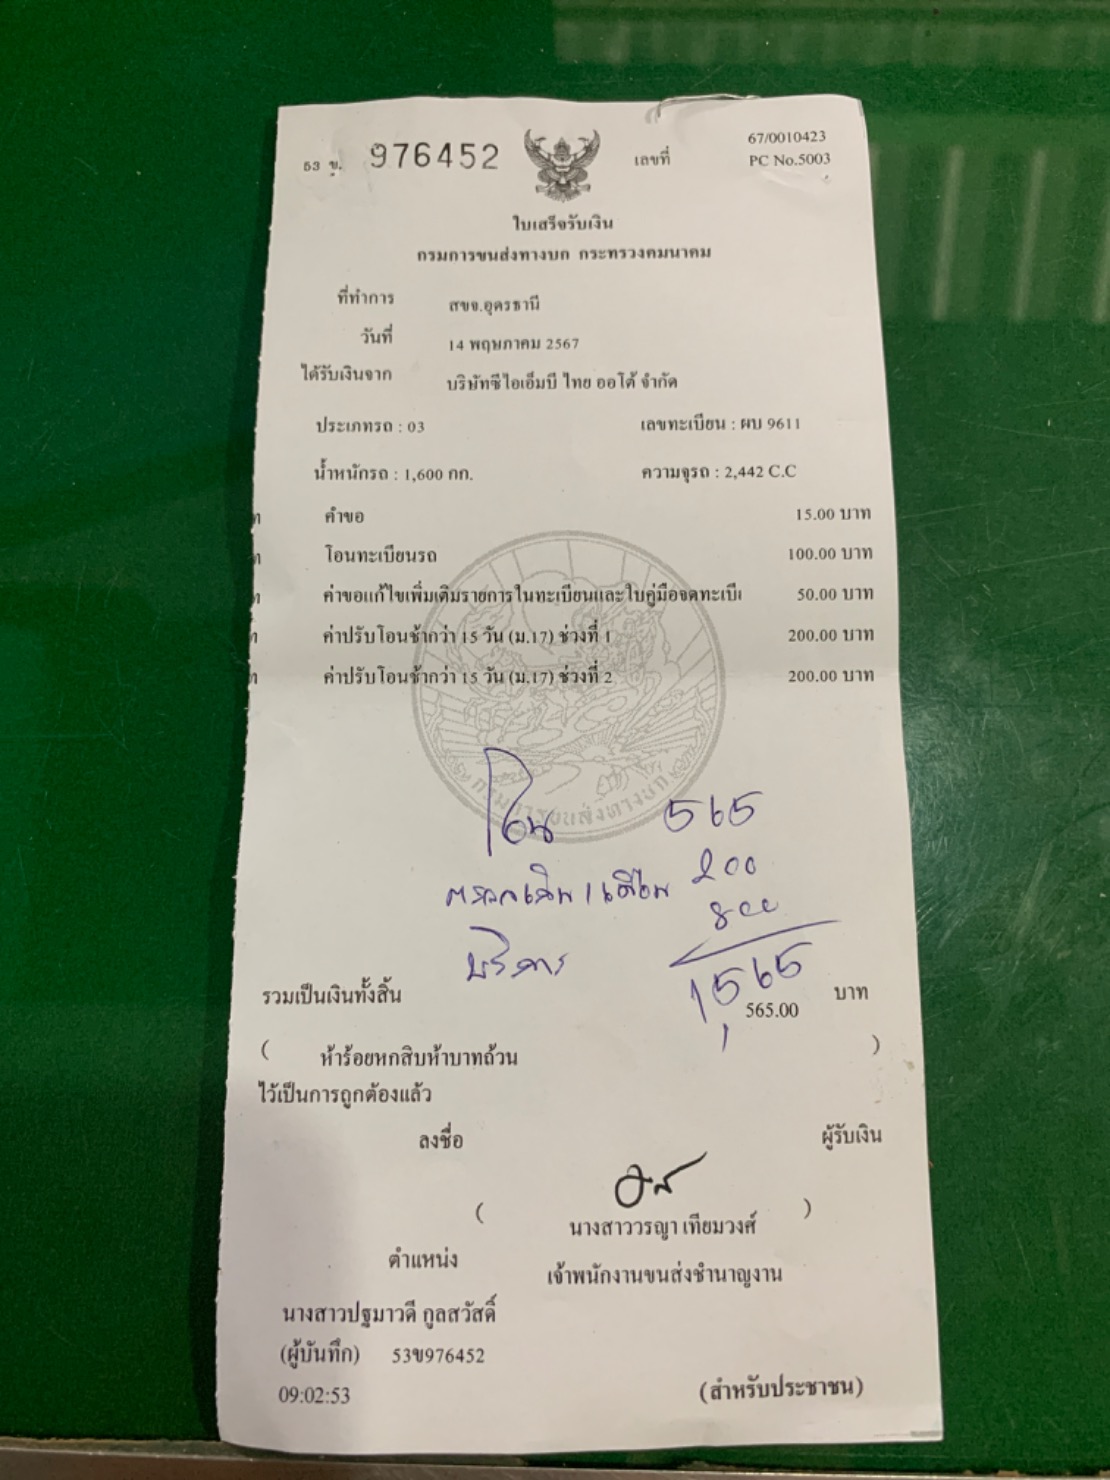 53 ข. 976452 เลขที่ 67/0010423
PC No.5003
ใบเสร็จรับเงิน
กรมการขนส่งทางบก กระทรวงคมนาคม
ที่ทำการ สขจ.อุดรธานี
วันที่ 14 พฤษภาคม 2567
ได้รับเงินจาก บริษัทซีไอเอ็มบี ไทย ออโต้ จำกัด
ประเภทรถ : 03 เลขทะเบียน : ผบ 9611
น้ำหนักรถ : 1,600 กก. ความจุรถ : 2,442 C.C
คำขอ 15.00 บาท
โอนทะเบียนรถ 100.00 บาท
ค่าขอแก้ไขเพิ่มเติมรายการในทะเบียนและใบคู่มือจดทะเบี 50.00 บาท
ค่าปรับโอนช้ากว่า 15 วัน (ม.17) ช่วงที่ 1 200.00 บาท
ค่าปรับโอนช้ากว่า 15 วัน (ม.17) ช่วงที่ 2 200.00 บาท
กรมการขนส่งทางบก
โอน 565
200
800
บริการ
1,565
รวมเป็นเงินทั้งสิ้น 565.00 บาท
( ห้าร้อยหกสิบห้าบาทถ้วน )
ไว้เป็นการถูกต้องแล้ว
ลงชื่อ ผู้รับเงิน
( นางสาววรญา เทียมวงศ์ )
ตำแหน่ง เจ้าพนักงานขนส่งชำนาญงาน
นางสาวปฐมาวดี กูลสวัสดิ์
(ผู้บันทึก) 53ข976452
09:02:53 (สำหรับประชาชน)